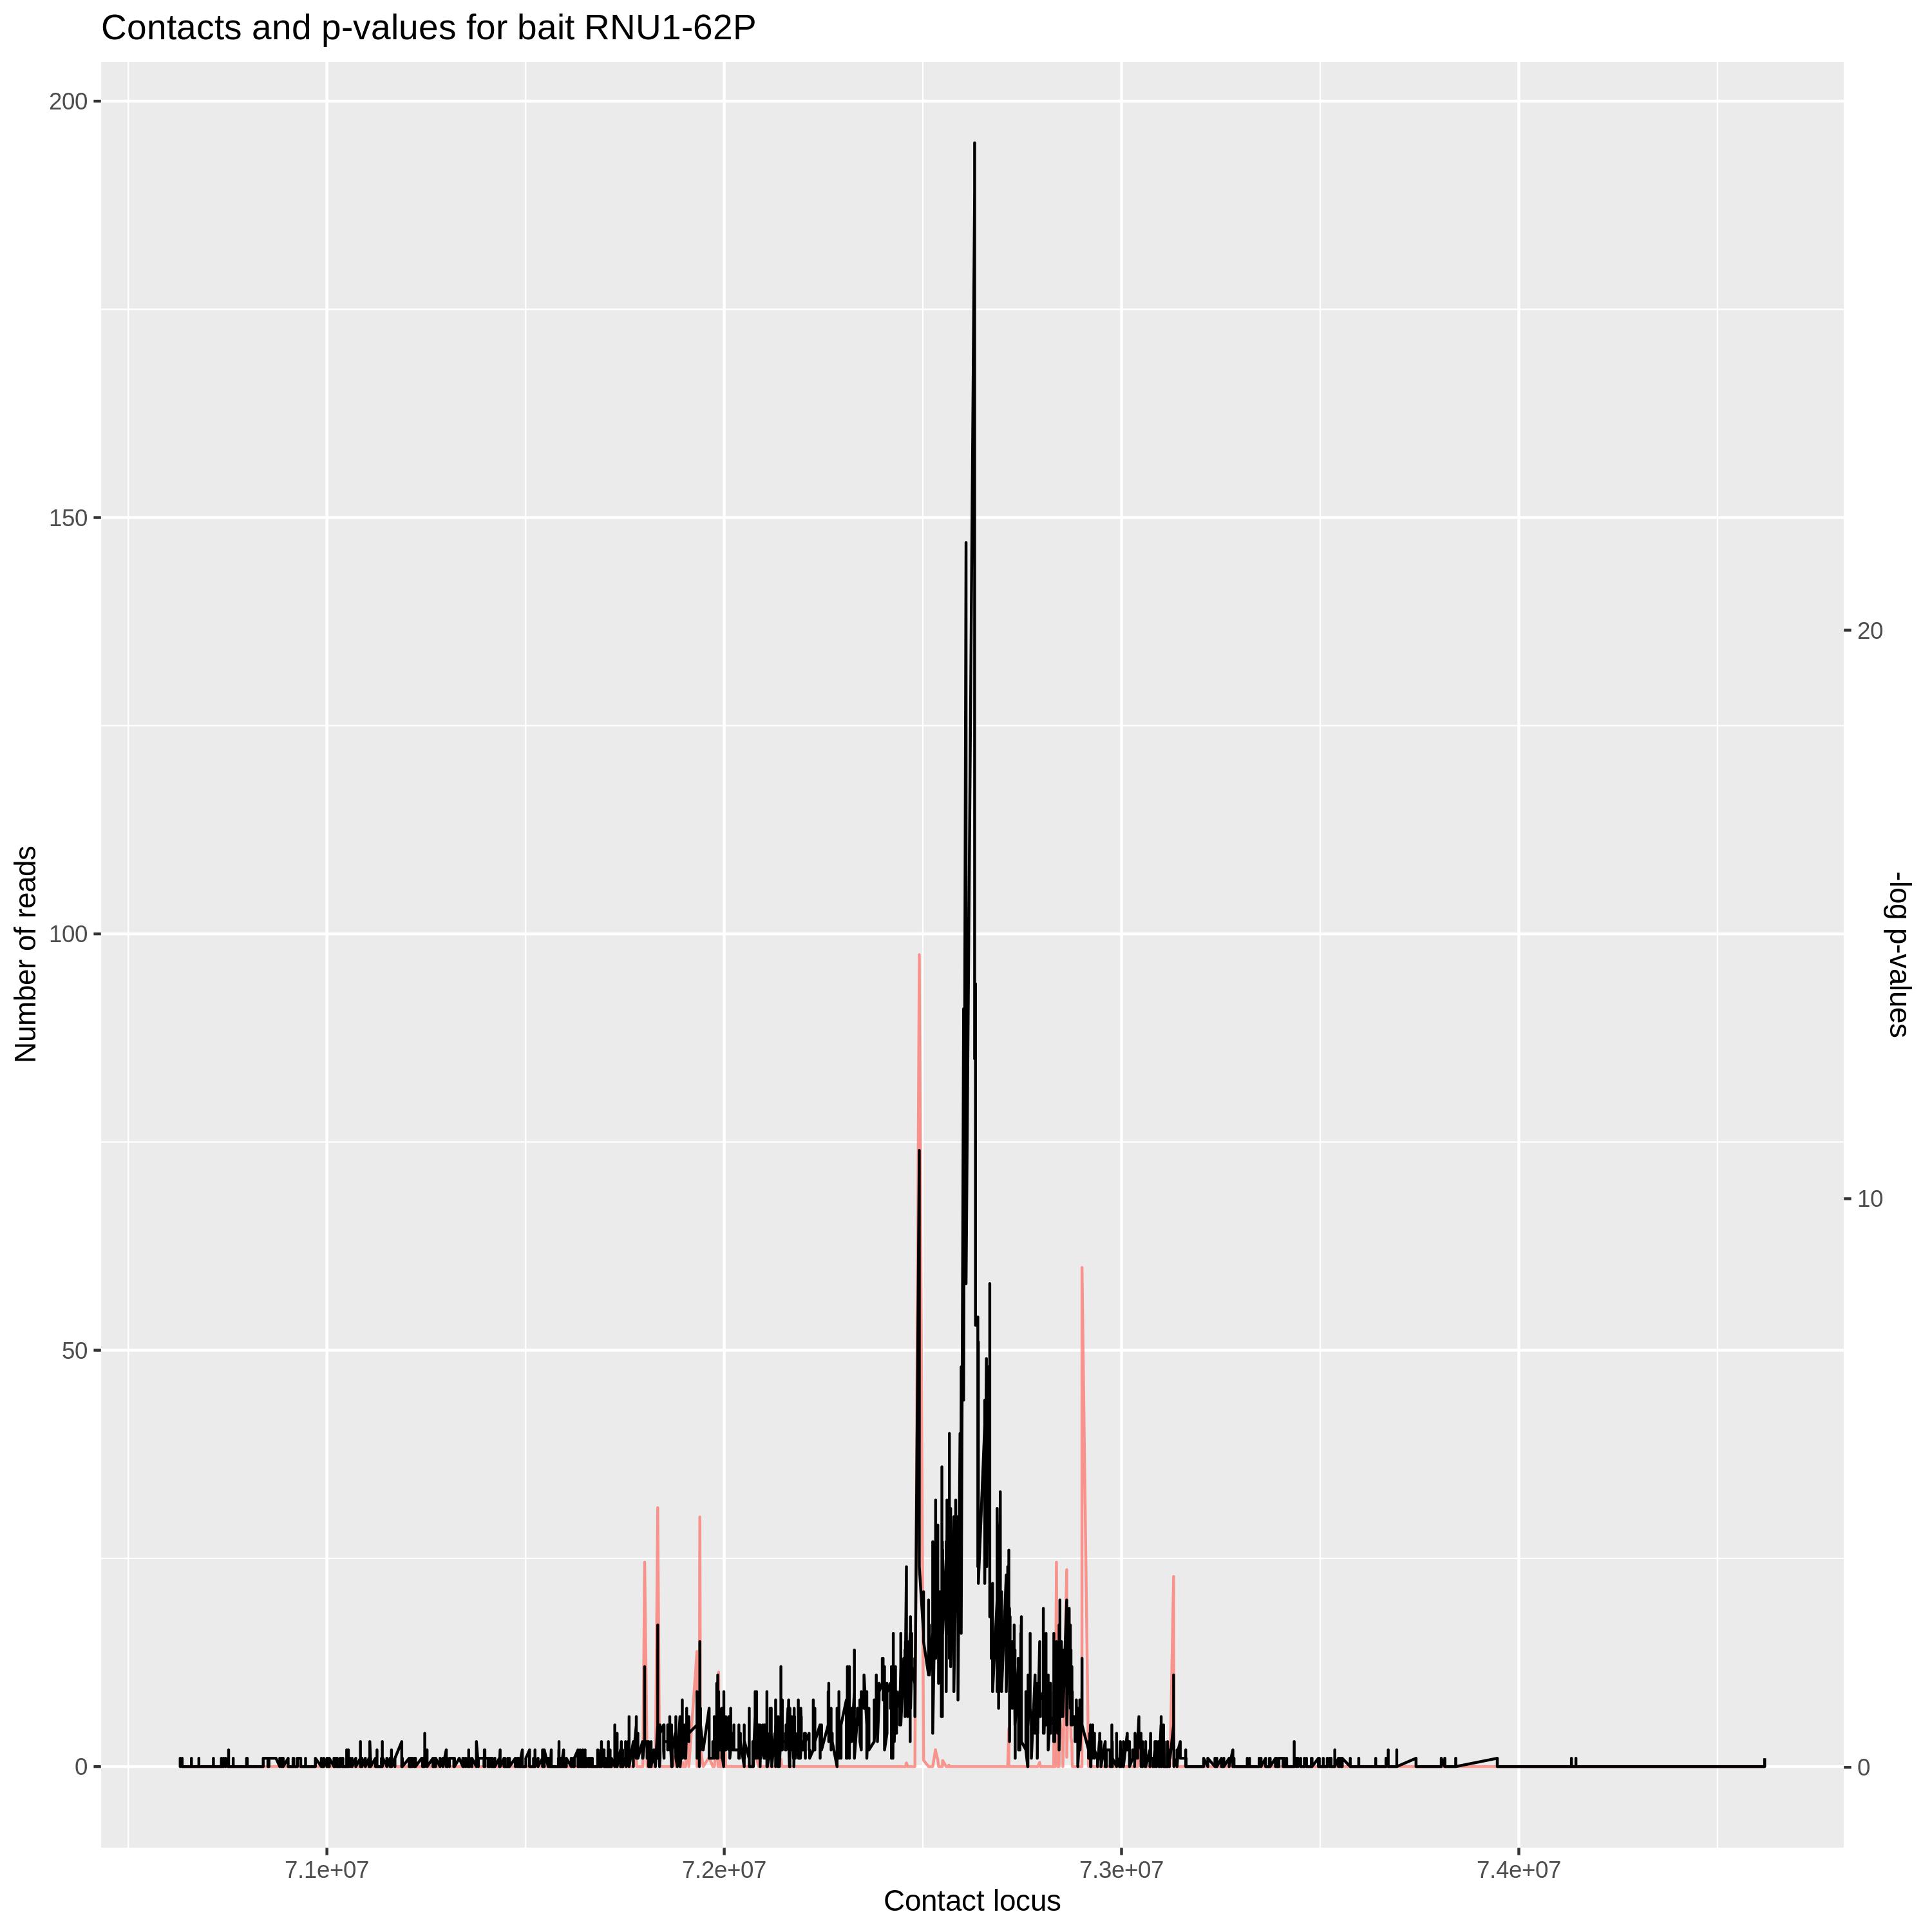 Contacts and p-values for bait RNU1-62P
200
150
100
50
0
Number of reads
20
10
0
-log p-values
7.1e+07
7.2e+07
7.3e+07
7.4e+07
Contact locus